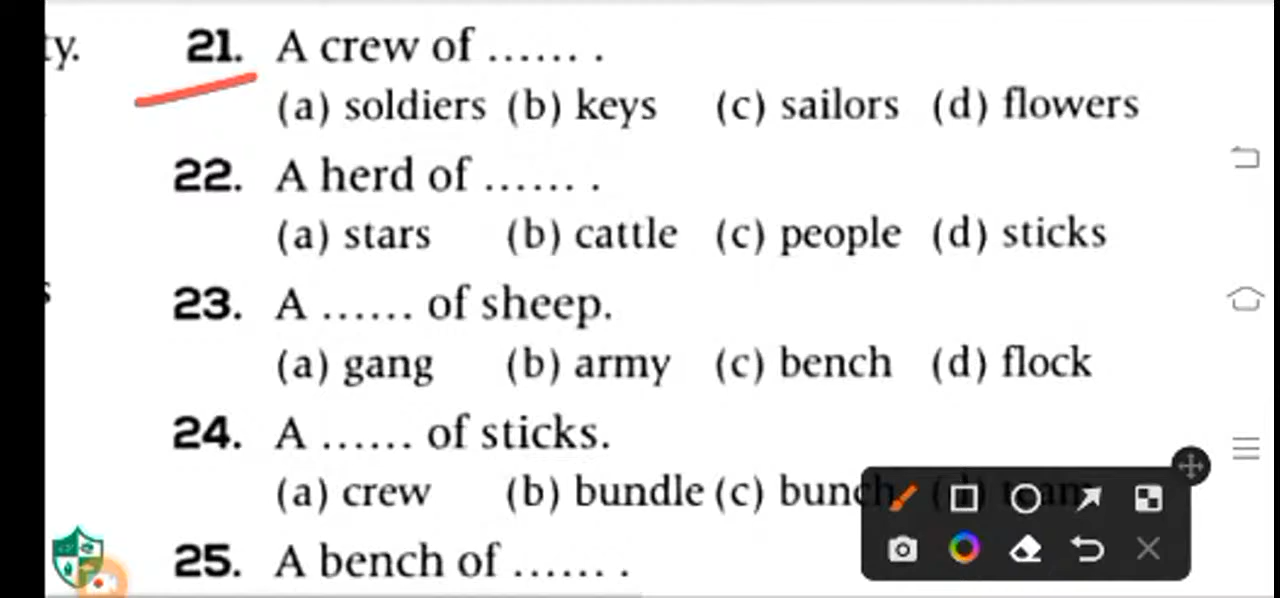 ty. 21. A crew of ...... .
(a) soldiers (b) keys (c) sailors (d) flowers
22. A herd of ...... .
(a) stars (b) cattle (c) people (d) sticks
23. A ...... of sheep.
(a) gang (b) army (c) bench (d) flock
24. A ...... of sticks.
(a) crew (b) bundle (c) bunch (d) team
25. A bench of ...... .